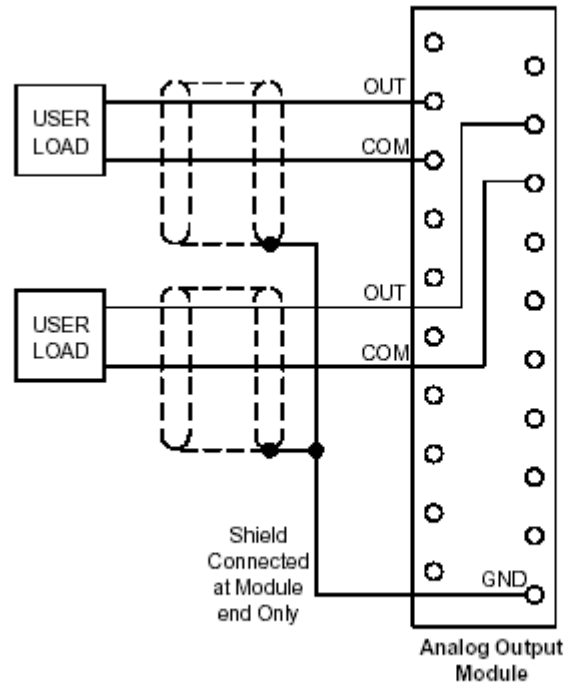 OUT
USER
LOAD
COM
OUT
USER
LOAD
COM
Shield
Connected
at Module
end Only
GND
Analog Output
Module